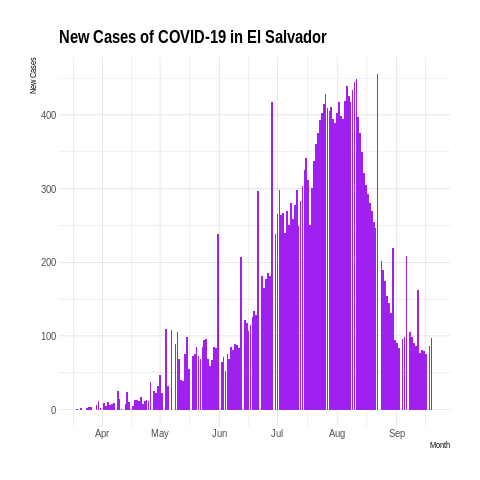 New Cases of COVID-19 in El Salvador
New Cases
400
300
200
100
0
Apr May Jun Jul Aug Sep
Month